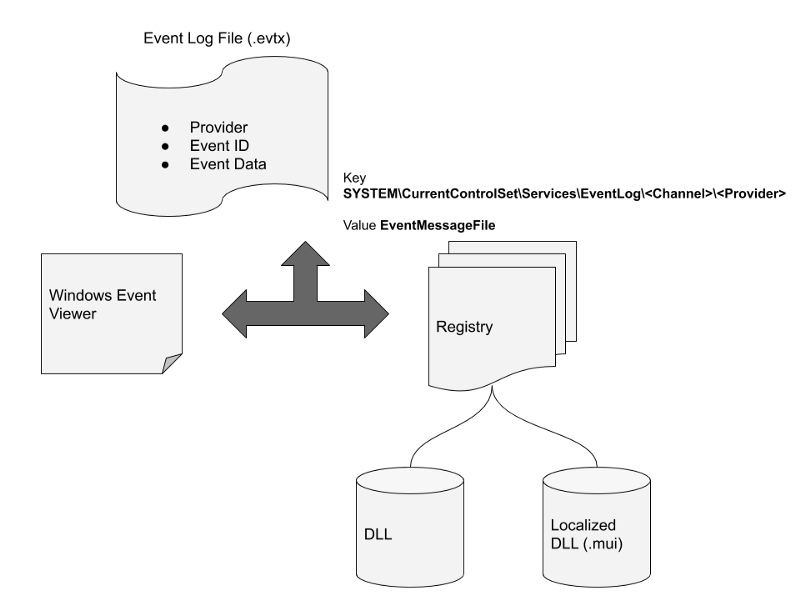 Event Log File (.evtx)
● Provider
● Event ID
● Event Data
Key
SYSTEM\CurrentControlSet\Services\EventLog\<Channel>\<Provider>
Value EventMessageFile
Windows Event
Viewer
Registry
DLL
Localized
DLL (.mui)